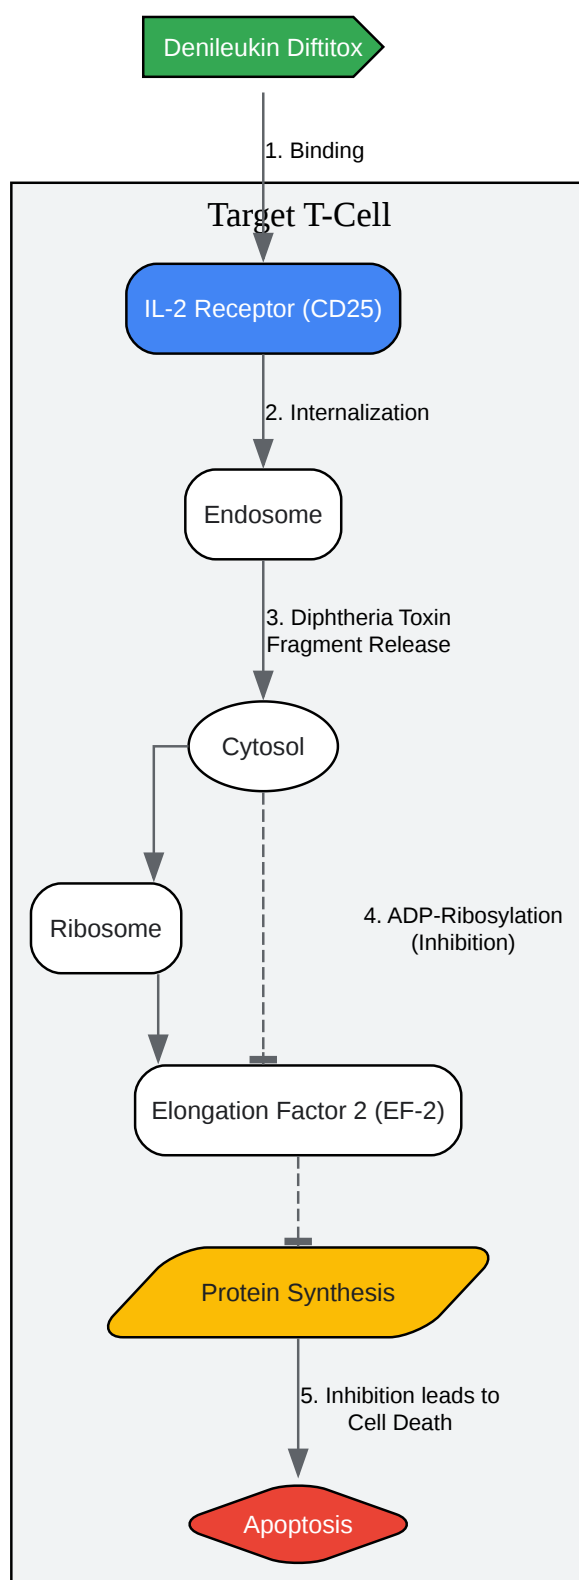 Denileukin Diftitox
1. Binding
Target T-Cell
IL-2 Receptor (CD25)
2. Internalization
Endosome
3. Diphtheria Toxin
Fragment Release
Cytosol
Ribosome
4. ADP-Ribosylation
(Inhibition)
Elongation Factor 2 (EF-2)
Protein Synthesis
5. Inhibition leads to
Cell Death
Apoptosis